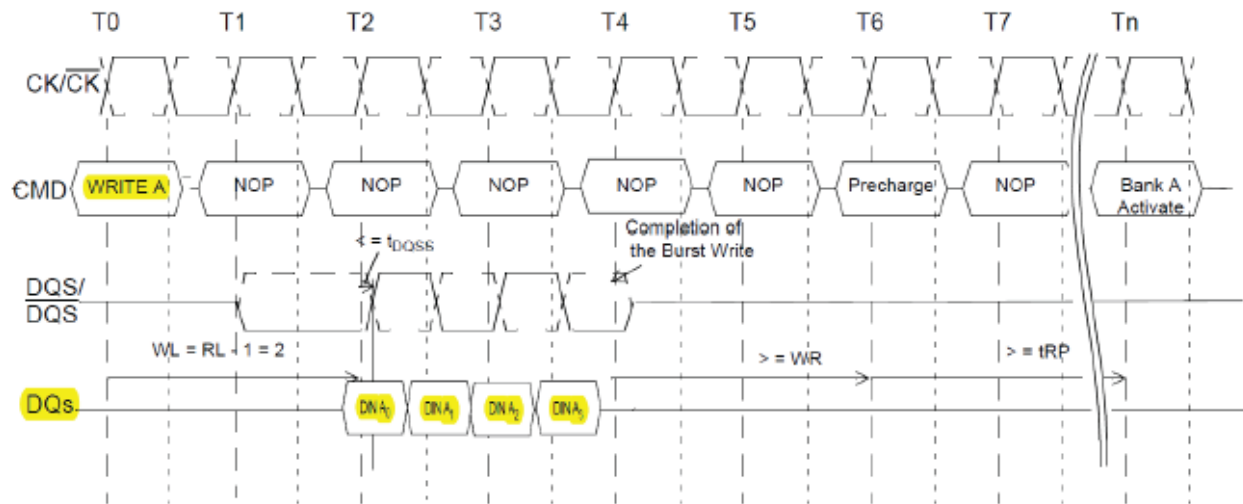 T0 T1 T2 T3 T4 T5 T6 T7 Tn
CK/CK
CMD WRITE A NOP NOP NOP NOP NOP Precharge NOP Bank A
Activate
< = tDQSS
Completion of
the Burst Write
DQS/
DQS
WL = RL - 1 = 2
> = WR
> = tRP
DQs DINA0 DINA1 DINA2